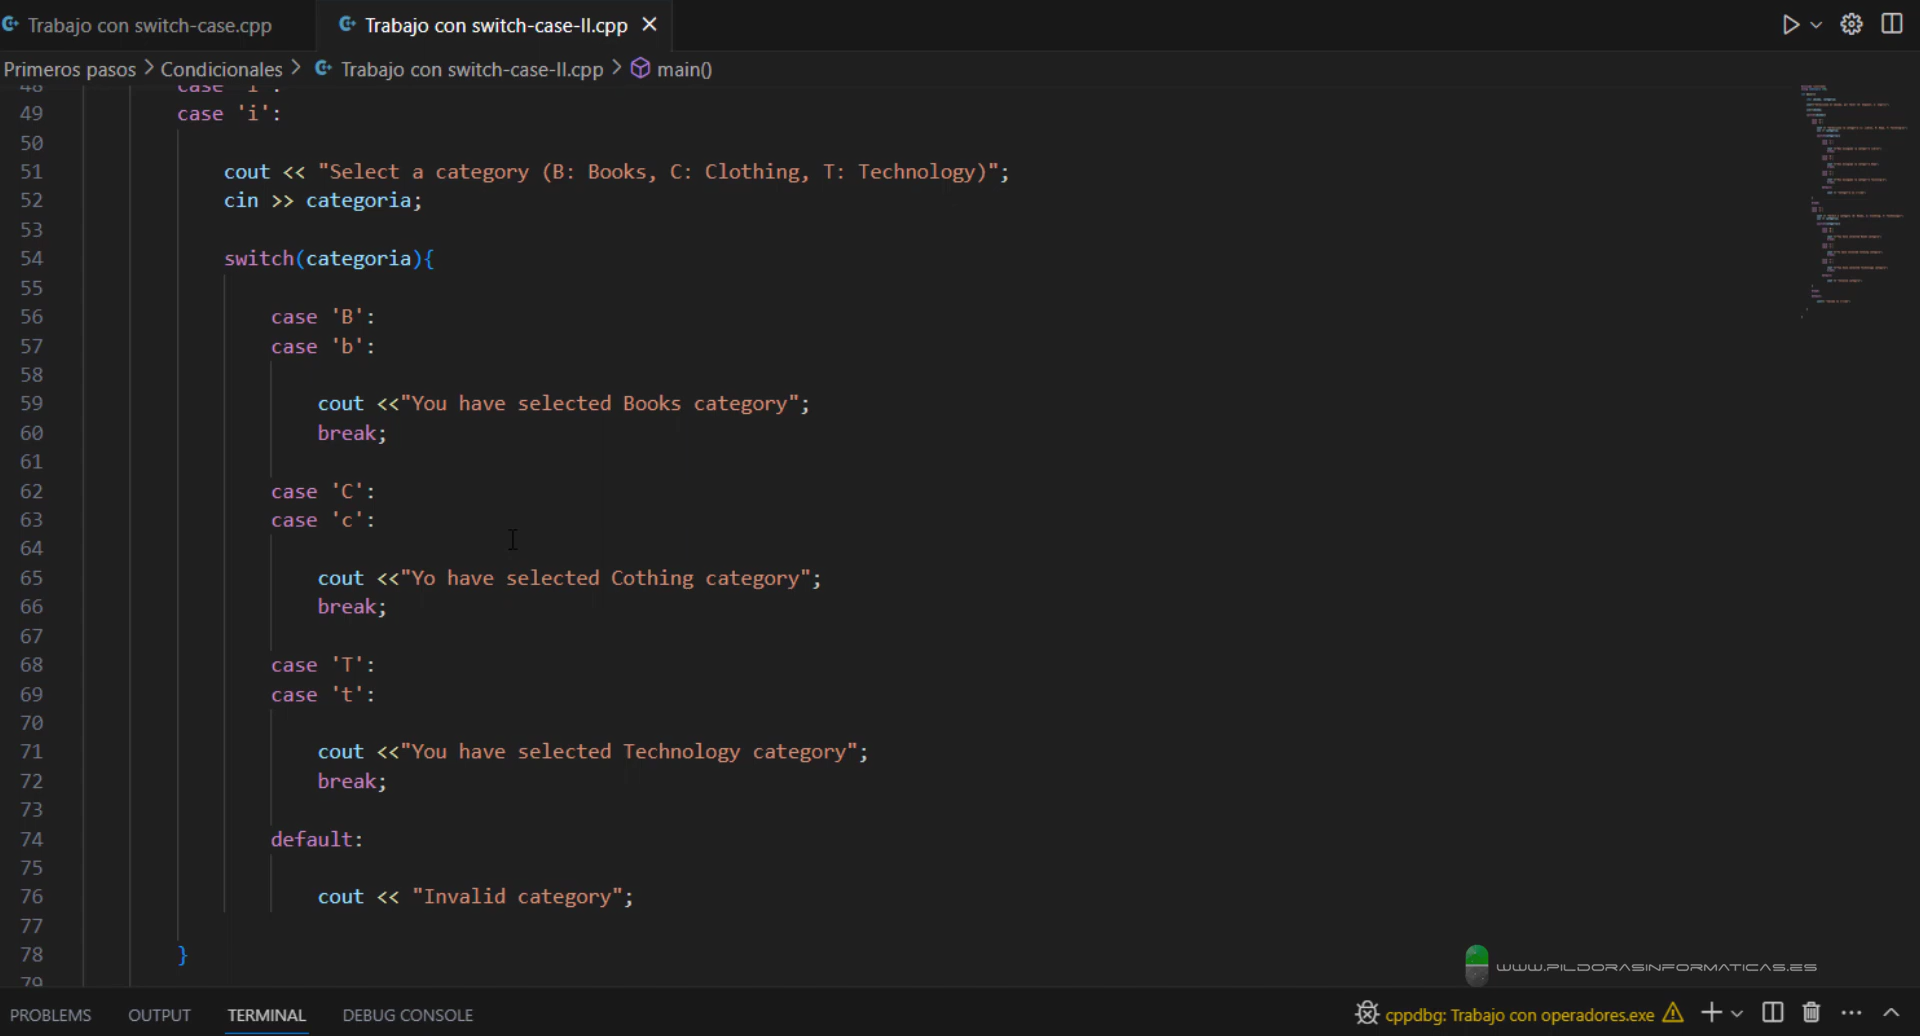 Trabajo con switch-case.cpp
Trabajo con switch-case-II.cpp
Primeros pasos > Condicionales > Trabajo con switch-case-II.cpp > main()
48 case 'I':
49 case 'i':
50
51 cout << "Select a category (B: Books, C: Clothing, T: Technology)";
52 cin >> categoria;
53
54 switch(categoria){
55
56 case 'B':
57 case 'b':
58
59 cout <<"You have selected Books category";
60 break;
61
62 case 'C':
63 case 'c':
64
65 cout <<"Yo have selected Cothing category";
66 break;
67
68 case 'T':
69 case 't':
70
71 cout <<"You have selected Technology category";
72 break;
73
74 default:
75
76 cout << "Invalid category";
77
78 }
79
WWW.PILDORASINFORMATICAS.ES
PROBLEMS OUTPUT TERMINAL DEBUG CONSOLE
cppdbg: Trabajo con operadores.exe